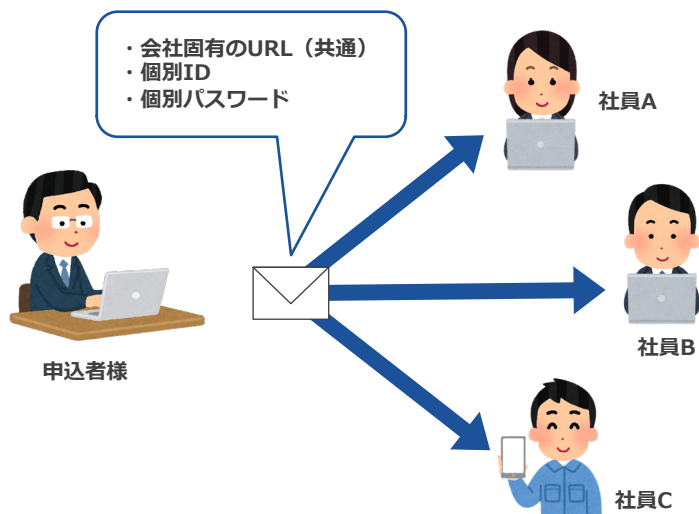 ・会社固有のURL（共通）
・個別ID
・個別パスワード
社員A
社員B
申込者様
社員C